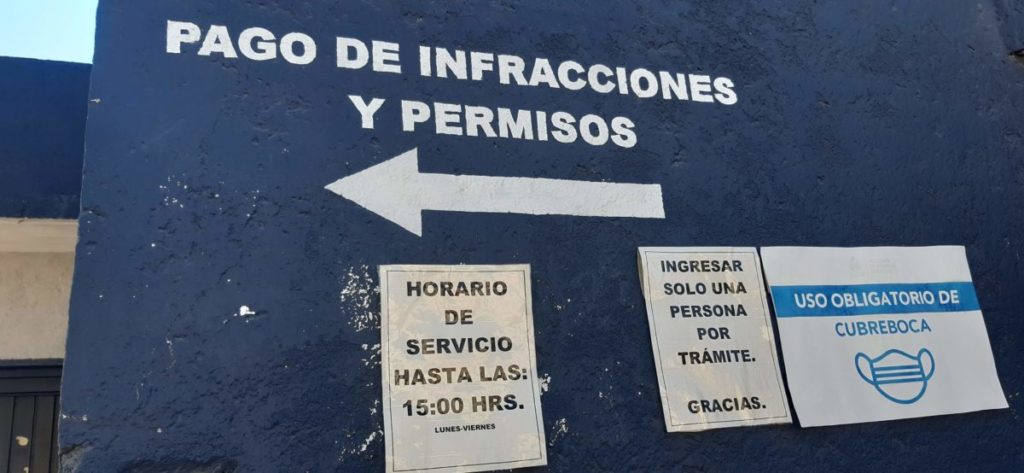 PAGO DE INFRACCIONES
Y PERMISOS
HORARIO
DE
SERVICIO
HASTA LAS:
15:00 HRS.
LUNES-VIERNES
INGRESAR
SOLO UNA
PERSONA
POR
TRÁMITE.
GRACIAS.
USO OBLIGATORIO DE
CUBREBOCA